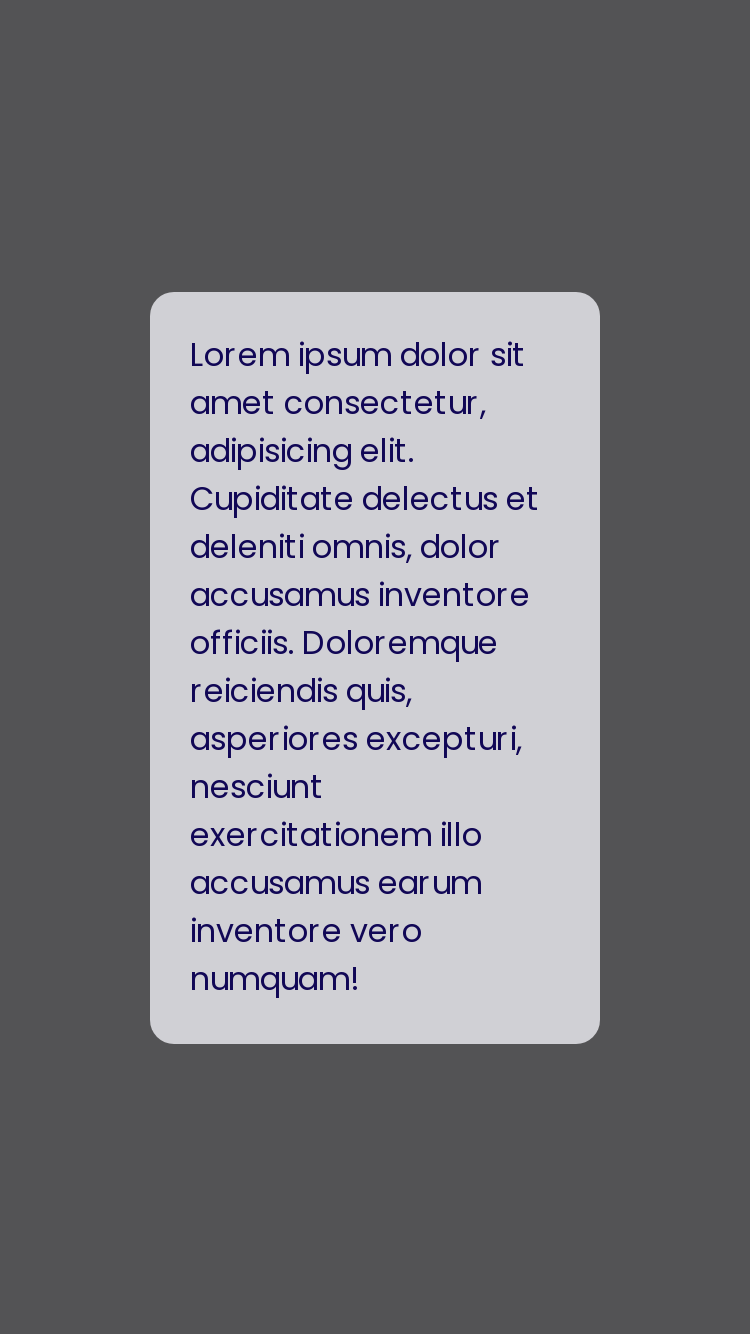 Lorem ipsum dolor sit
amet consectetur,
adipisicing elit.
Cupiditate delectus et
deleniti omnis, dolor
accusamus inventore
officiis. Doloremque
reiciendis quis,
asperiores excepturi,
nesciunt
exercitationem illo
accusamus earum
inventore vero
numquam!